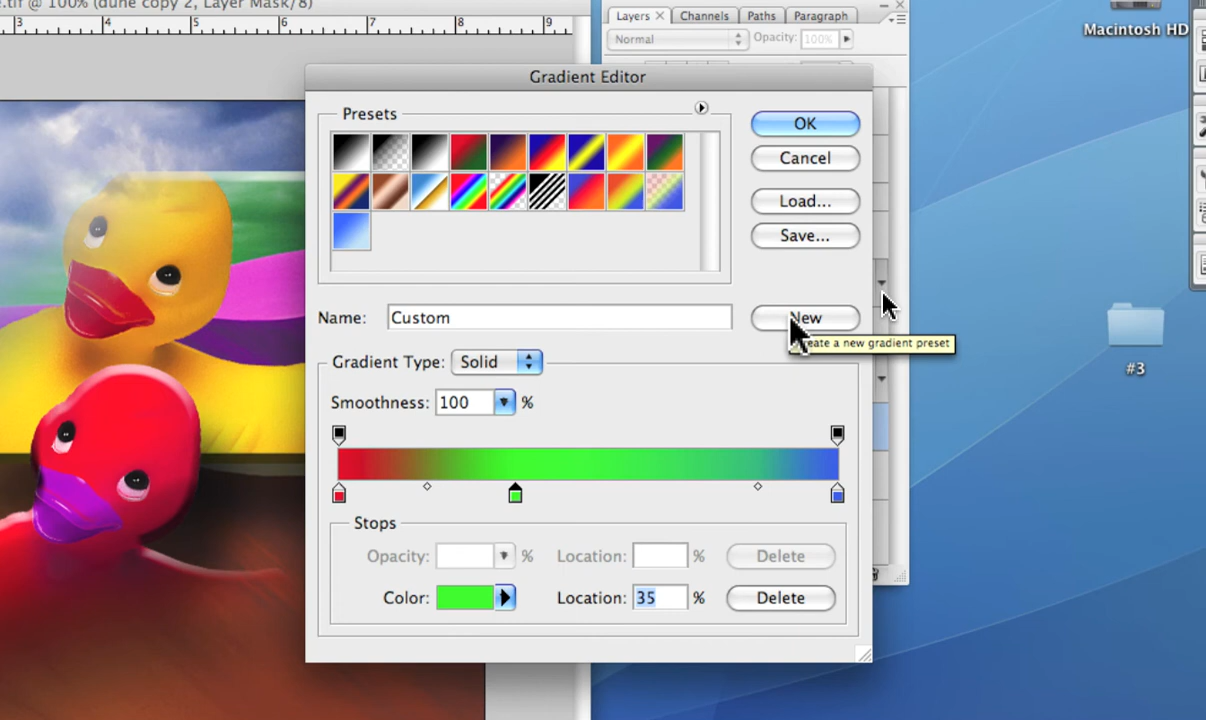 .tif @ 100% (dune copy 2, Layer Mask/8)
3 4 5 6 7 8 9
Layers × Channels Paths Paragraph
Normal Opacity: 100%
Macintosh HD
Gradient Editor
Presets
OK
Cancel
Load...
Save...
Name: Custom New
create a new gradient preset
#3
Gradient Type: Solid
Smoothness: 100 %
Stops
Opacity: % Location: % Delete
Color: Location: 35 % Delete